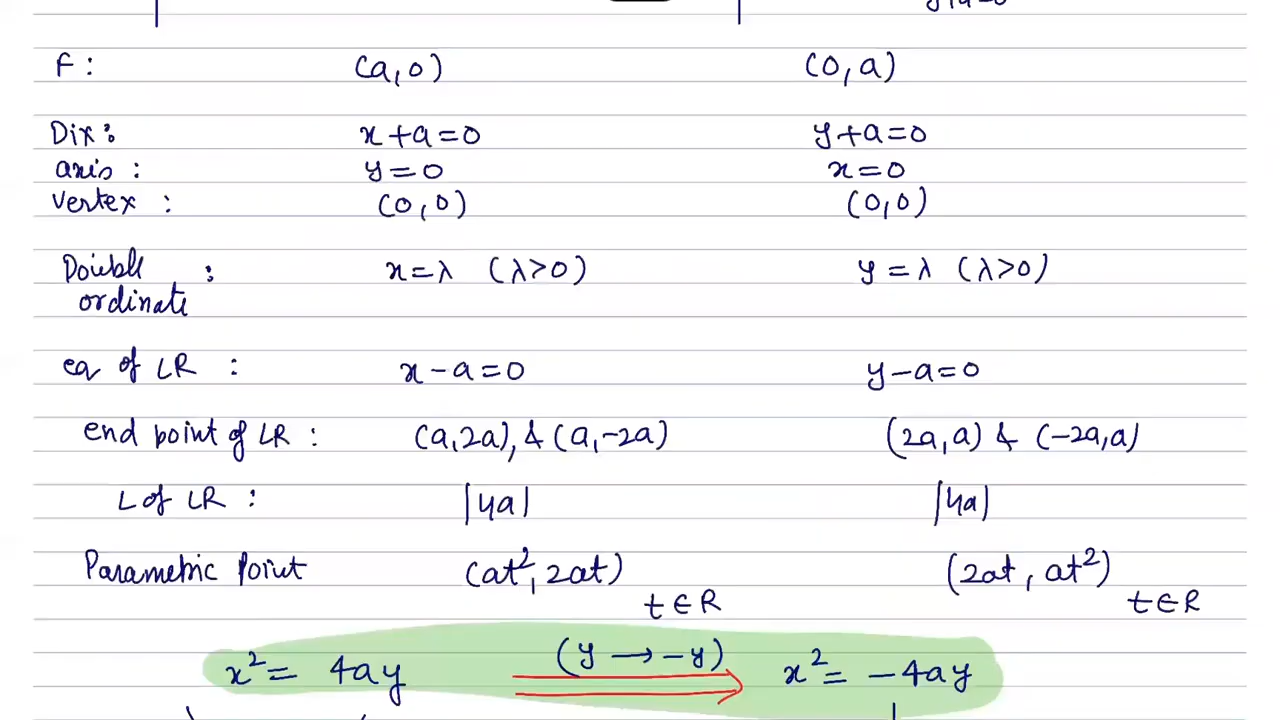 F : (a,0) (0,a)
Dix : x+a=0 y+a=0
axis : y=0 x=0
Vertex : (0,0) (0,0)
Double : x=λ (λ>0) y=λ (λ>0)
ordinate
eq of LR : x-a=0 y-a=0
end point of LR : (a,2a), & (a,-2a) (2a,a) & (-2a,a)
L of LR : |4a| |4a|
Parametric Point (at²,2at) (2at, at²)
t∈R t∈R
x² = 4ay (y → -y) x² = -4ay